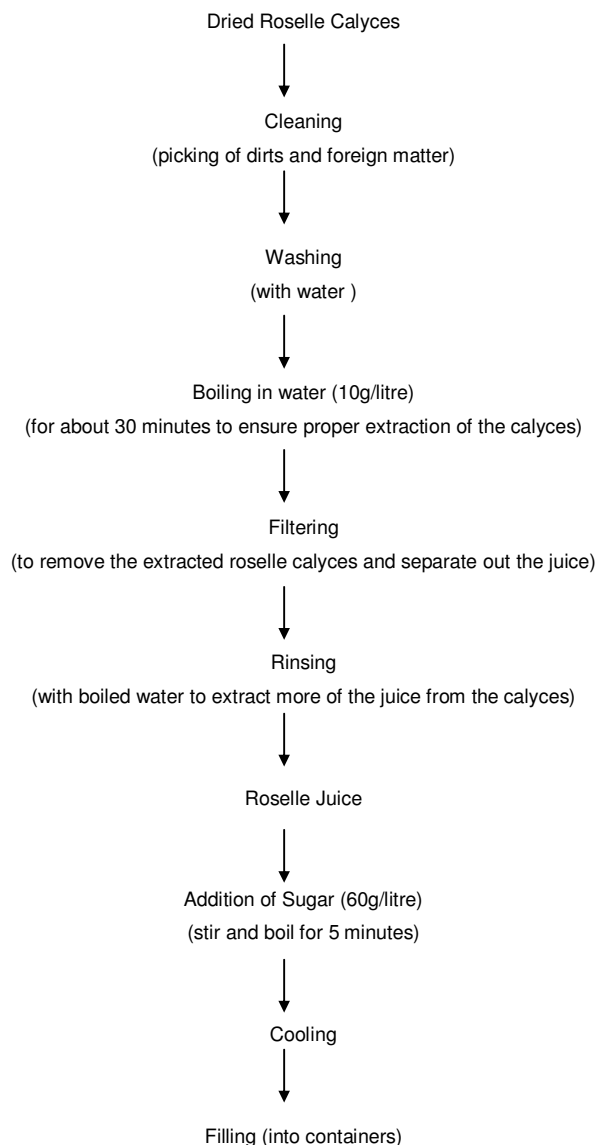 Dried Roselle Calyces
Cleaning
(picking of dirts and foreign matter)
Washing
(with water )
Boiling in water (10g/litre)
(for about 30 minutes to ensure proper extraction of the calyces)
Filtering
(to remove the extracted roselle calyces and separate out the juice)
Rinsing
(with boiled water to extract more of the juice from the calyces)
Roselle Juice
Addition of Sugar (60g/litre)
(stir and boil for 5 minutes)
Cooling
Filling (into containers)